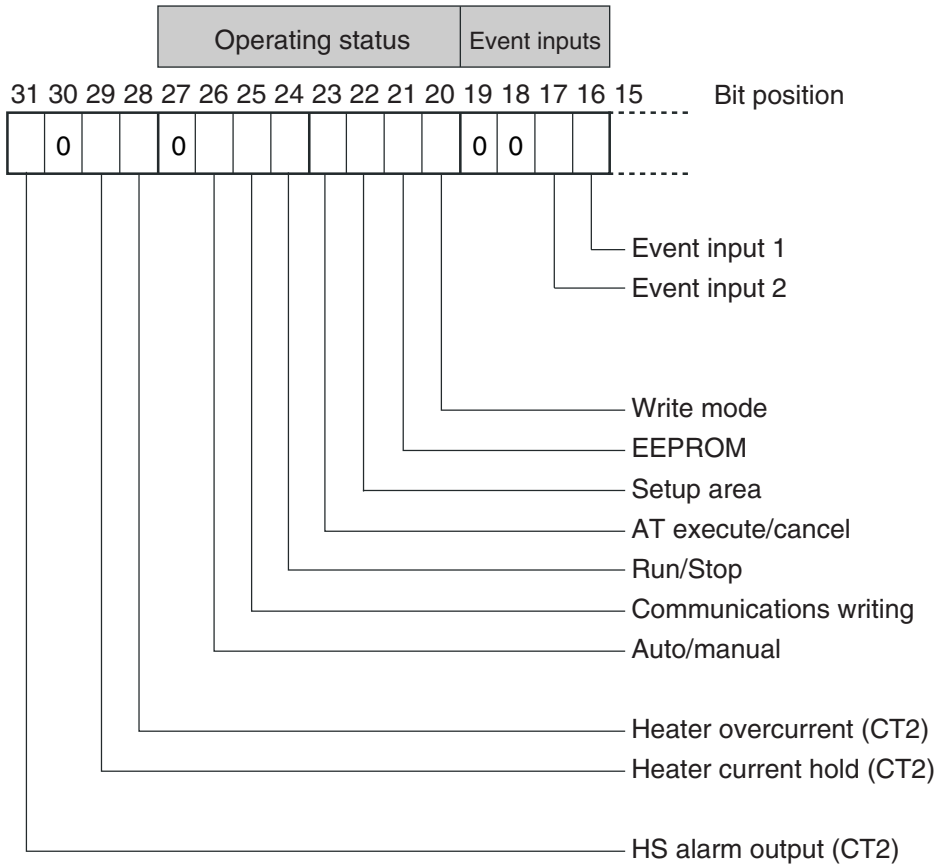 Operating status Event inputs
31 30 29 28 27 26 25 24 23 22 21 20 19 18 17 16 15 Bit position
0 0 0 0
Event input 1
Event input 2
Write mode
EEPROM
Setup area
AT execute/cancel
Run/Stop
Communications writing
Auto/manual
Heater overcurrent (CT2)
Heater current hold (CT2)
HS alarm output (CT2)